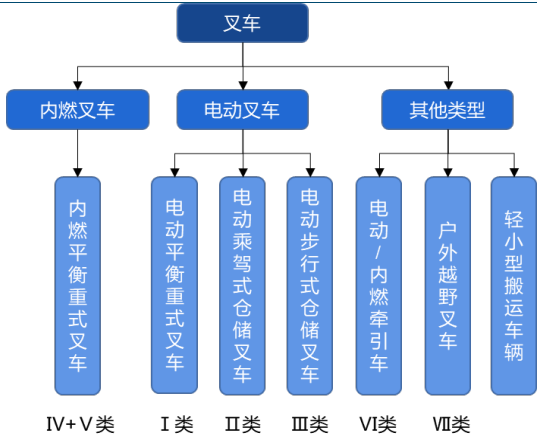 叉车
内燃叉车
电动叉车
其他类型
内燃平衡重式叉车
电动平衡重式叉车
电动乘驾式仓储叉车
电动步行式仓储叉车
电动/内燃牵引车
户外越野叉车
轻小型搬运车辆
Ⅳ+Ⅴ类
Ⅰ类
Ⅱ类
Ⅲ类
Ⅵ类
Ⅶ类